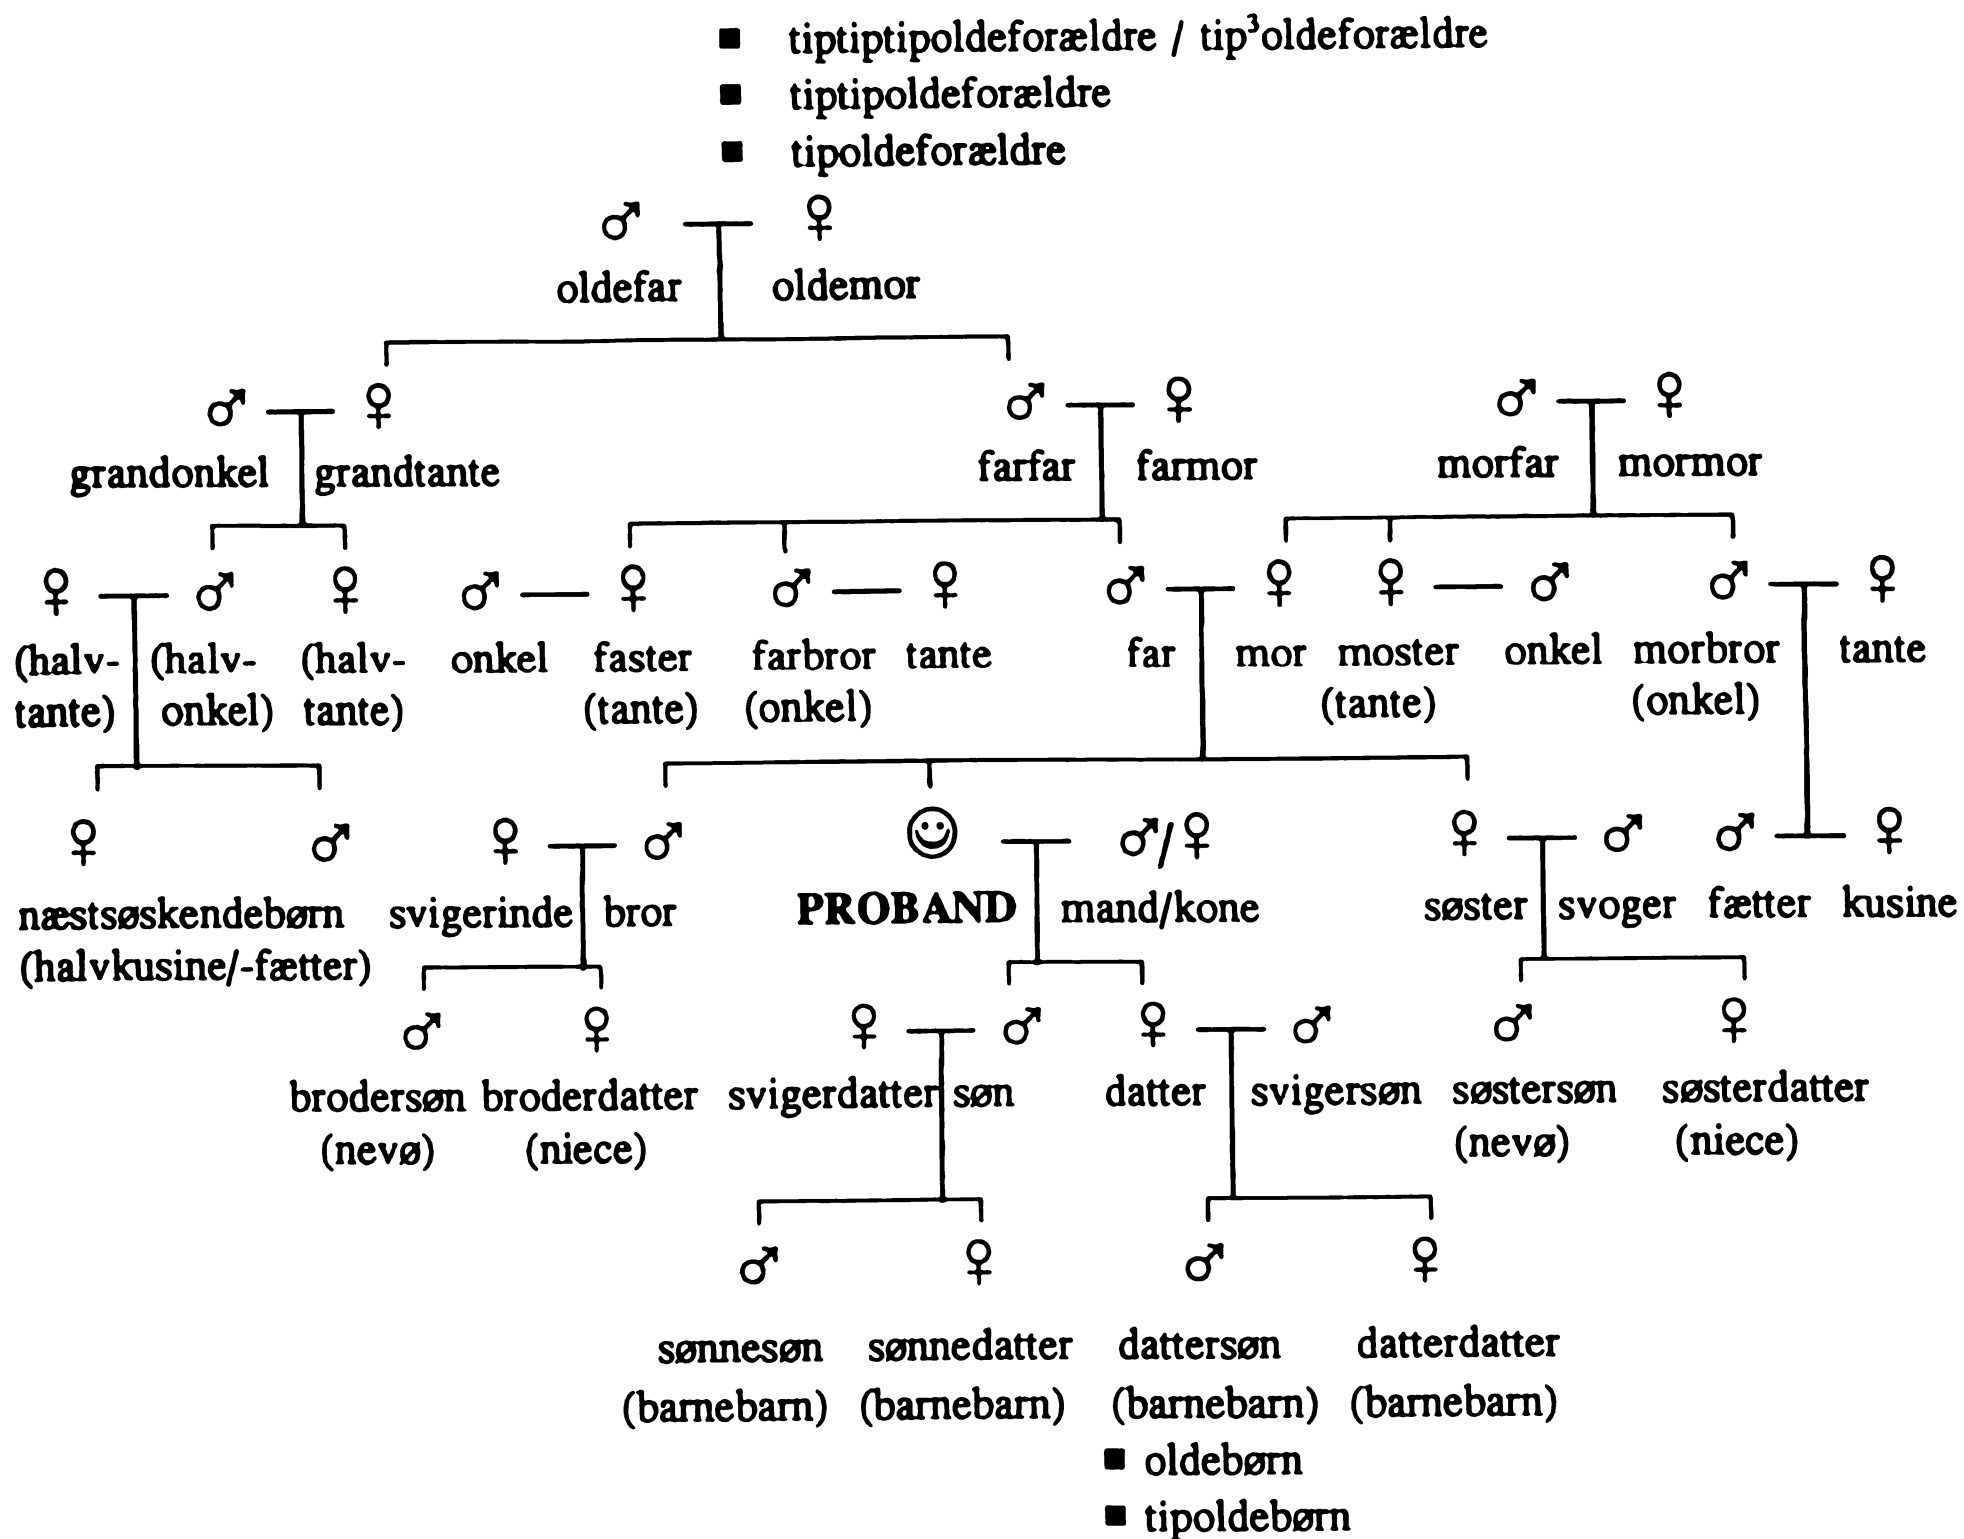 ■ tiptiptipoldeforældre / tip³oldeforældre
■ tiptipoldeforældre
■ tipoldeforældre
♂ ♀
oldefar oldemor
♂ ♀ ♂ ♀ ♂ ♀
grandonkel grandtante farfar farmor morfar mormor
♀ ♂ ♀ ♂ ♀ ♂ ♀ ♂ ♀ ♀ ♂ ♂ ♀
(halv- (halv- (halv- onkel faster farbror tante far mor moster onkel morbror tante
tante) onkel) tante) (tante) (onkel) (tante) (onkel)
♀ ♂ ♀ ♂ ☺ ♂/♀ ♀ ♂ ♂ ♀
næstsøskendebørn svigerinde bror PROBAND mand/kone søster svoger fætter kusine
(halvkusine/-fætter)
♂ ♀ ♀ ♂ ♀ ♂ ♂ ♀
brodersøn broderdatter svigerdatter søn datter svigersøn søstersøn søsterdatter
(nevø) (niece) (nevø) (niece)
♂ ♀ ♂ ♀
sønnesøn sønnedatter dattersøn datterdatter
(barnebarn) (barnebarn) (barnebarn) (barnebarn)
■ oldebørn
■ tipoldebørn